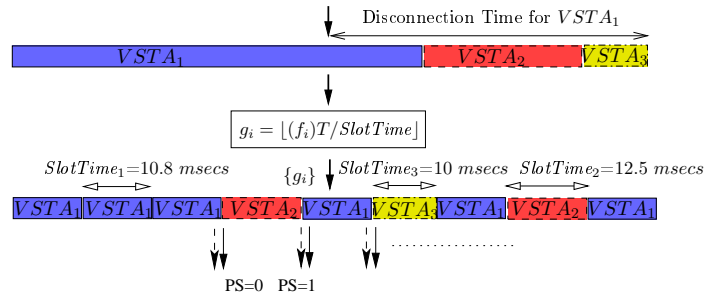 Disconnection Time for VSTA₁
VSTA₁ VSTA₂ VSTA₃
gᵢ = ⌊(fᵢ)T/SlotTime⌋
SlotTime₁=10.8 msecs {gᵢ} SlotTime₃=10 msecs SlotTime₂=12.5 msecs
VSTA₁ VSTA₁ VSTA₁ VSTA₂ VSTA₁ VSTA₃ VSTA₁ VSTA₂ VSTA₁
PS=0 PS=1